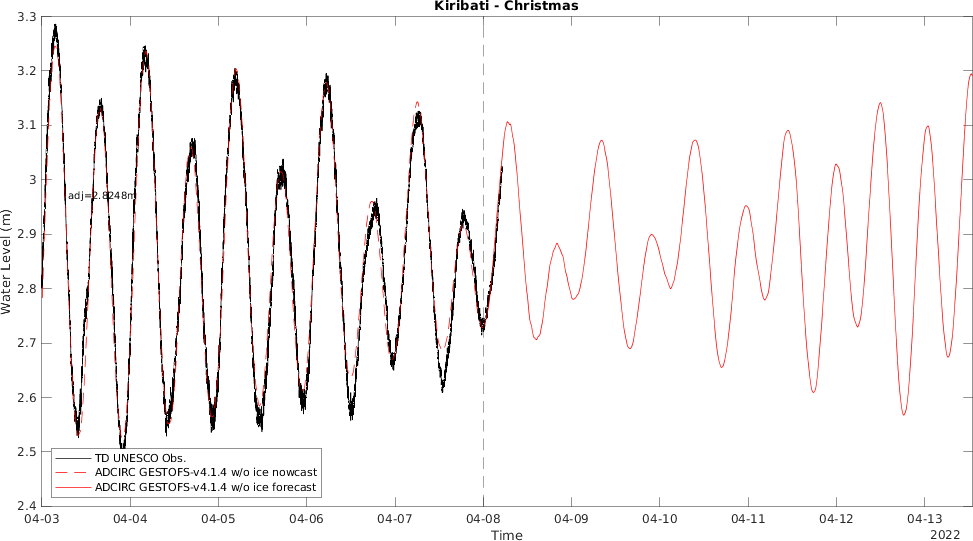 Kiribati - Christmas
Water Level (m)
3.3
3.2
3.1
3
2.9
2.8
2.7
2.6
2.5
2.4
adj=2.8248m
TD UNESCO Obs.
ADCIRC GESTOFS-v4.1.4 w/o ice nowcast
ADCIRC GESTOFS-v4.1.4 w/o ice forecast
04-03 04-04 04-05 04-06 04-07 04-08 04-09 04-10 04-11 04-12 04-13
Time
2022